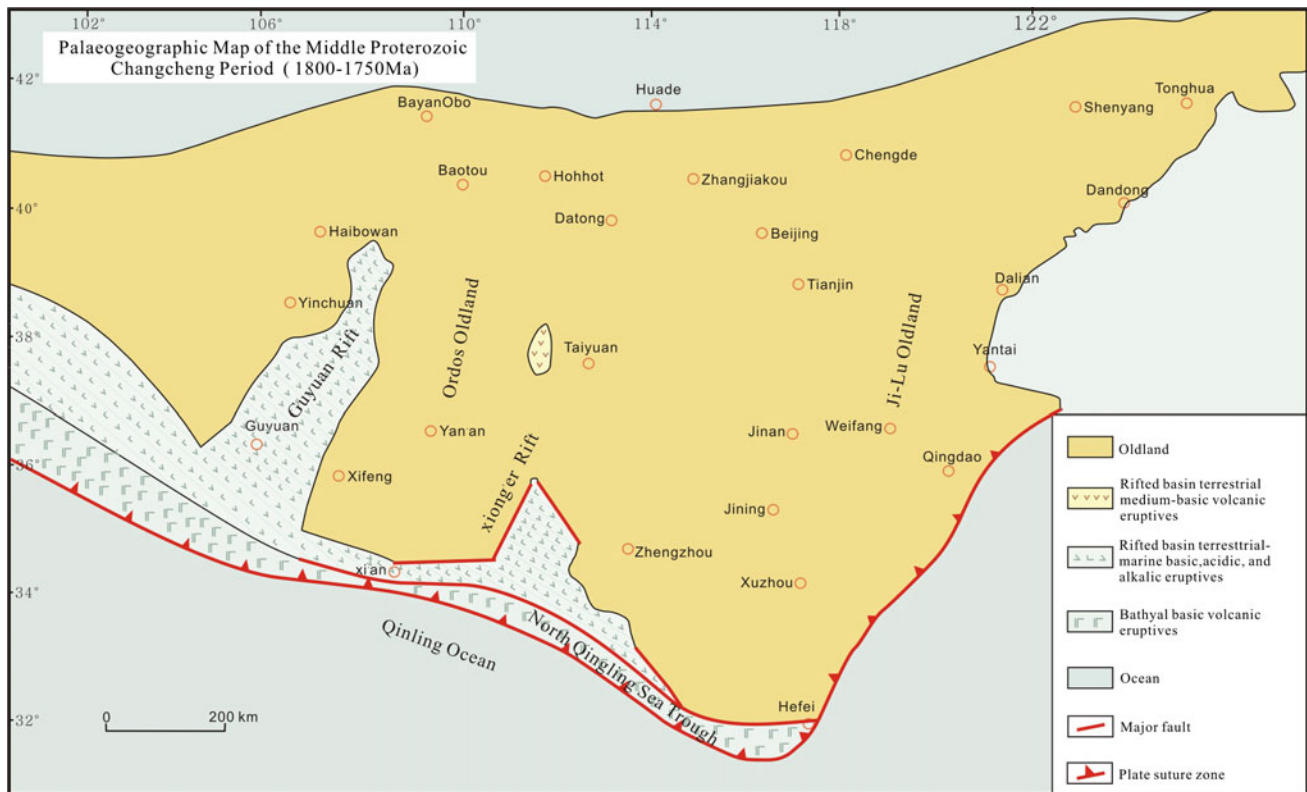 102° 106° 110° 114° 118° 122°
Palaeogeographic Map of the Middle Proterozoic
Changcheng Period ( 1800-1750Ma)
42°
40°
38°
36°
34°
32°
BayanObo
Huade
Shenyang
Tonghua
Baotou
Hohhot
Zhangjiakou
Chengde
Datong
Beijing
Dandong
Haibowan
Yinchuan
Tianjin
Dalian
Guyuan Rift
Ordos Oldland
Taiyuan
Ji-Lu Oldland
Yantai
Guyuan
Yan'an
Jinan
Weifang
Xifeng
xiong'er Rift
Qingdao
Jining
Zhengzhou
xi'an
Xuzhou
Qinling Ocean
North Qingling Sea Trough
Hefei
0 200 km
Oldland
Rifted basin terrestrial
medium-basic volcanic
eruptives
Rifted basin terresttrial-
marine basic,acidic, and
alkalic eruptives
Bathyal basic volcanic
eruptives
Ocean
Major fault
Plate suture zone